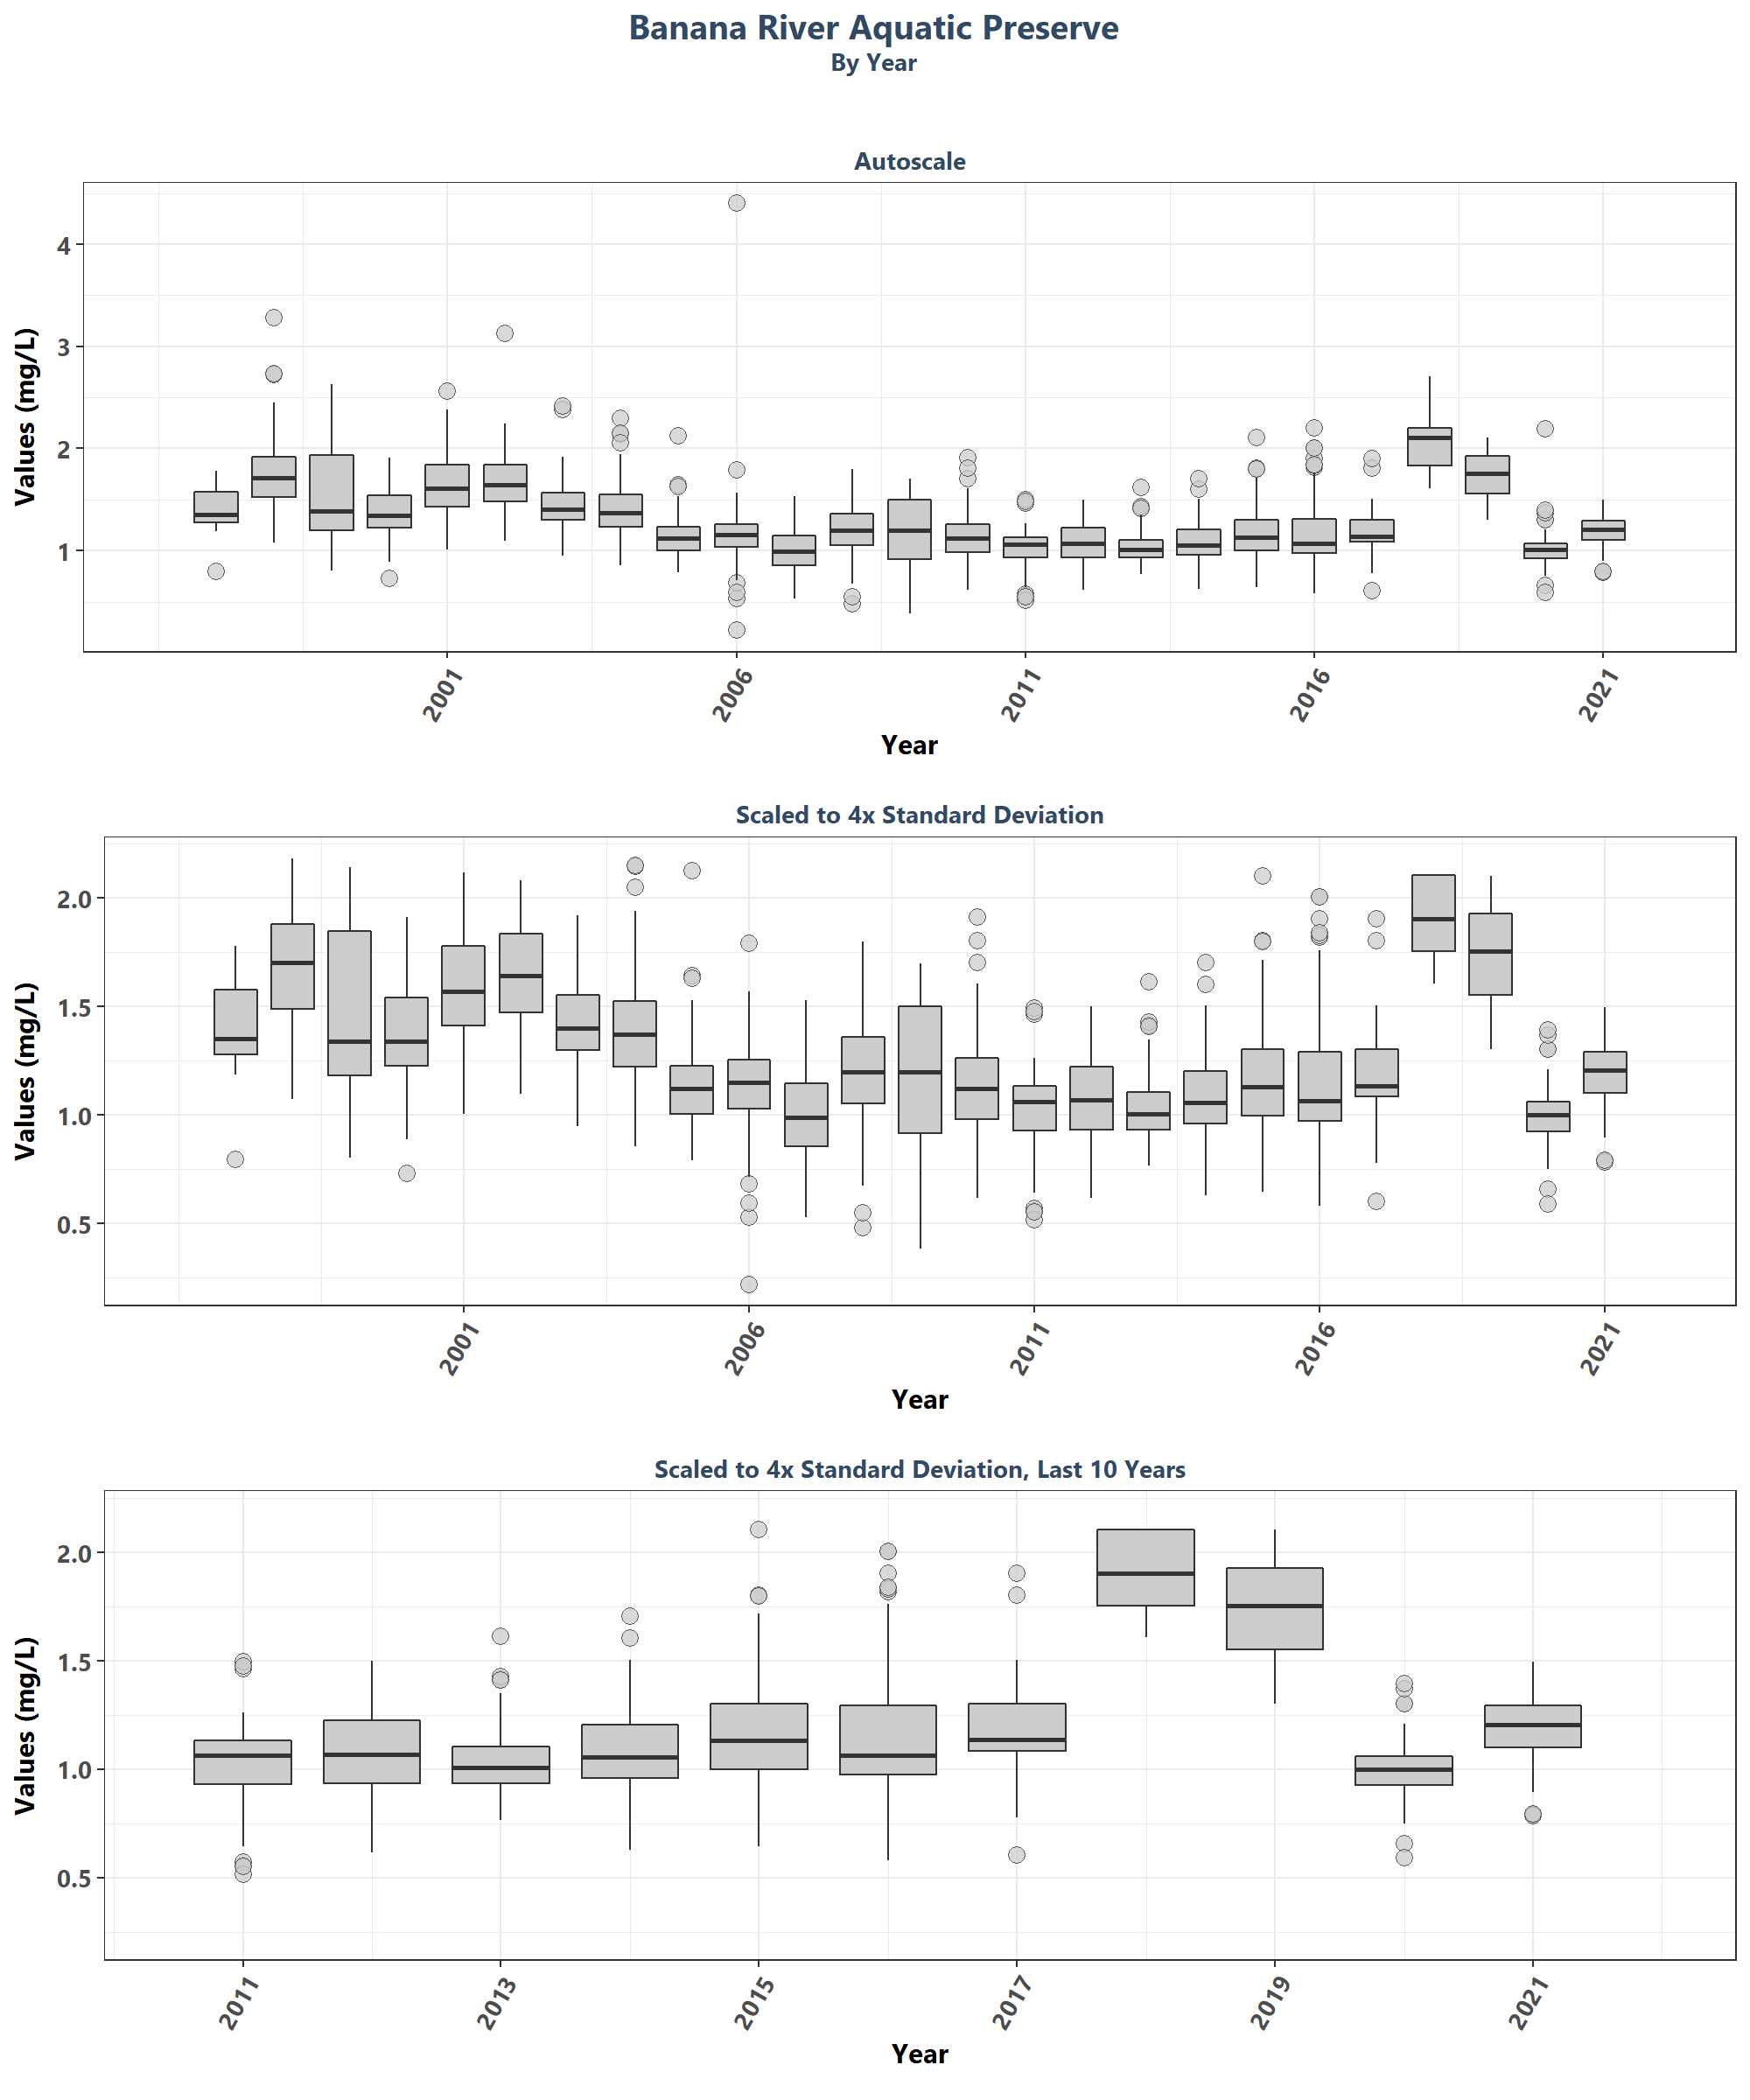 Banana River Aquatic Preserve
By Year
Autoscale
Values (mg/L)
4
3
2
1
2001
2006
2011
2016
2021
Year
Scaled to 4x Standard Deviation
Values (mg/L)
2.0
1.5
1.0
0.5
2001
2006
2011
2016
2021
Year
Scaled to 4x Standard Deviation, Last 10 Years
Values (mg/L)
2.0
1.5
1.0
0.5
2011
2013
2015
2017
2019
2021
Year